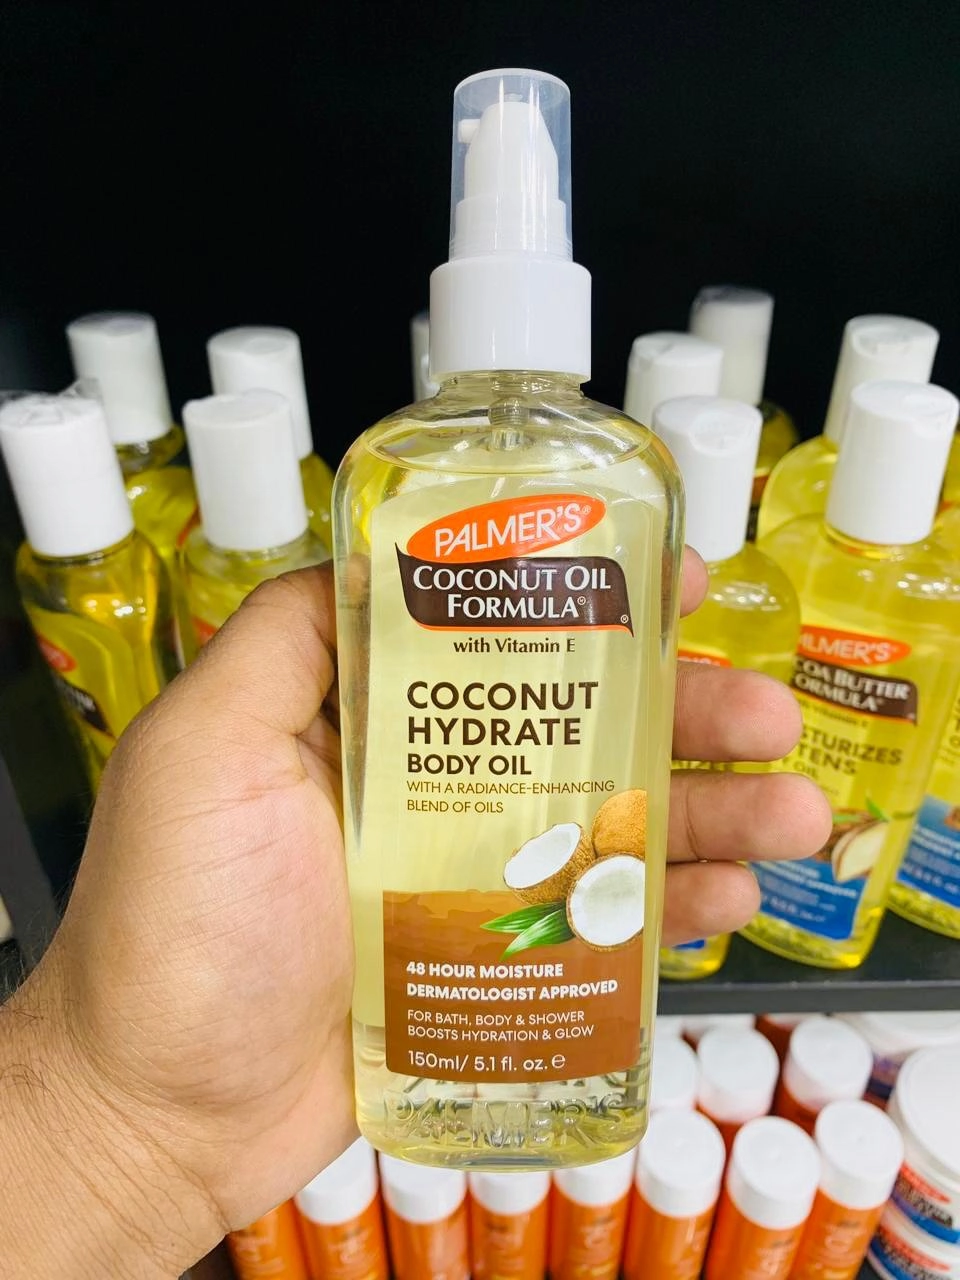 PALMER'S®
COCONUT OIL
FORMULA®
®
with Vitamin E
COCONUT
HYDRATE
BODY OIL
WITH A RADIANCE-ENHANCING
BLEND OF OILS
48 HOUR MOISTURE
DERMATOLOGIST APPROVED
FOR BATH, BODY & SHOWER
BOOSTS HYDRATION & GLOW
150ml/ 5.1 fl. oz. ℮
PALMER'S